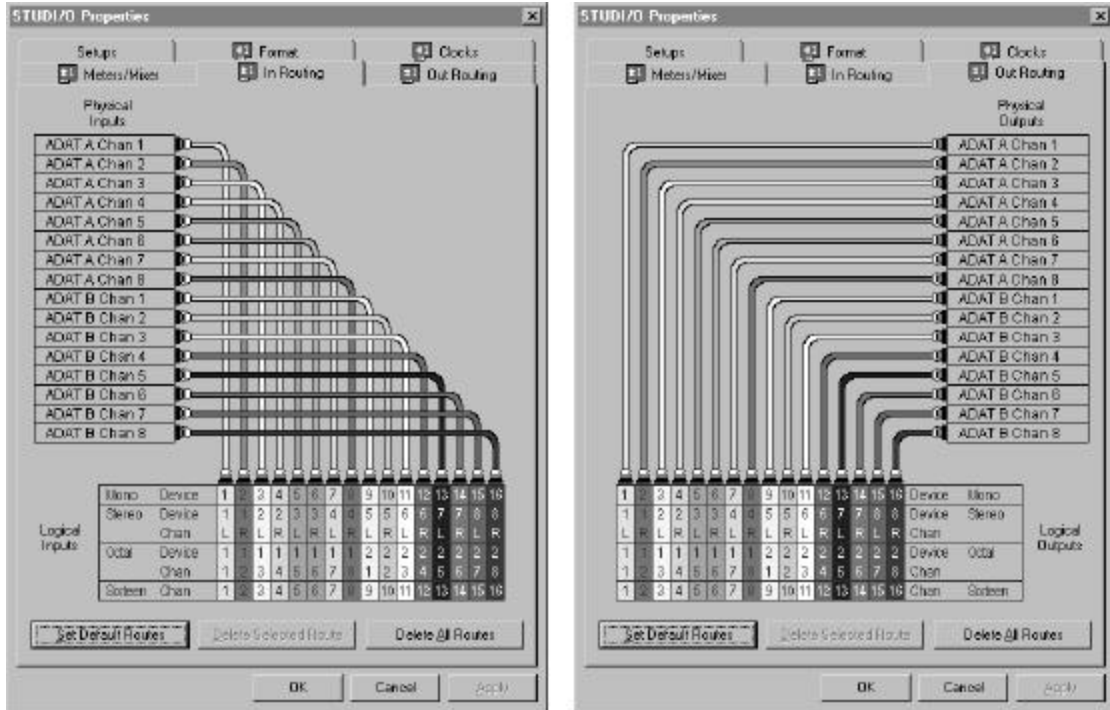 STUDI/O Properties
Setups
Format
Clocks
Meters/Mixer
In Routing
Out Routing
Physical
Inputs
ADAT A Chan 1
ADAT A Chan 2
ADAT A Chan 3
ADAT A Chan 4
ADAT A Chan 5
ADAT A Chan 6
ADAT A Chan 7
ADAT A Chan 8
ADAT B Chan 1
ADAT B Chan 2
ADAT B Chan 3
ADAT B Chan 4
ADAT B Chan 5
ADAT B Chan 6
ADAT B Chan 7
ADAT B Chan 8
Logical
Inputs
Mono Device 1 2 3 4 5 6 7 8 9 10 11 12 13 14 15 16
Stereo Device 1 1 2 2 3 3 4 4 5 5 6 6 7 7 8 8
Chan L R L R L R L R L R L R L R L R
Octal Device 1 1 1 1 1 1 1 1 2 2 2 2 2 2 2 2
Chan 1 2 3 4 5 6 7 8 1 2 3 4 5 6 7 8
Sixteen Chan 1 2 3 4 5 6 7 8 9 10 11 12 13 14 15 16
Set Default Routes
Delete Selected Route
Delete All Routes
OK
Cancel
Apply
STUDI/O Properties
Setups
Format
Clocks
Meters/Mixer
In Routing
Out Routing
Physical
Outputs
ADAT A Chan 1
ADAT A Chan 2
ADAT A Chan 3
ADAT A Chan 4
ADAT A Chan 5
ADAT A Chan 6
ADAT A Chan 7
ADAT A Chan 8
ADAT B Chan 1
ADAT B Chan 2
ADAT B Chan 3
ADAT B Chan 4
ADAT B Chan 5
ADAT B Chan 6
ADAT B Chan 7
ADAT B Chan 8
1 2 3 4 5 6 7 8 9 10 11 12 13 14 15 16 Device Mono
1 1 2 2 3 3 4 4 5 5 6 6 7 7 8 8 Device Stereo
L R L R L R L R L R L R L R L R Chan
1 1 1 1 1 1 1 1 2 2 2 2 2 2 2 2 Device Octal
1 2 3 4 5 6 7 8 1 2 3 4 5 6 7 8 Chan
1 2 3 4 5 6 7 8 9 10 11 12 13 14 15 16 Chan Sixteen
Logical
Outputs
Set Default Routes
Delete Selected Route
Delete All Routes
OK
Cancel
Apply